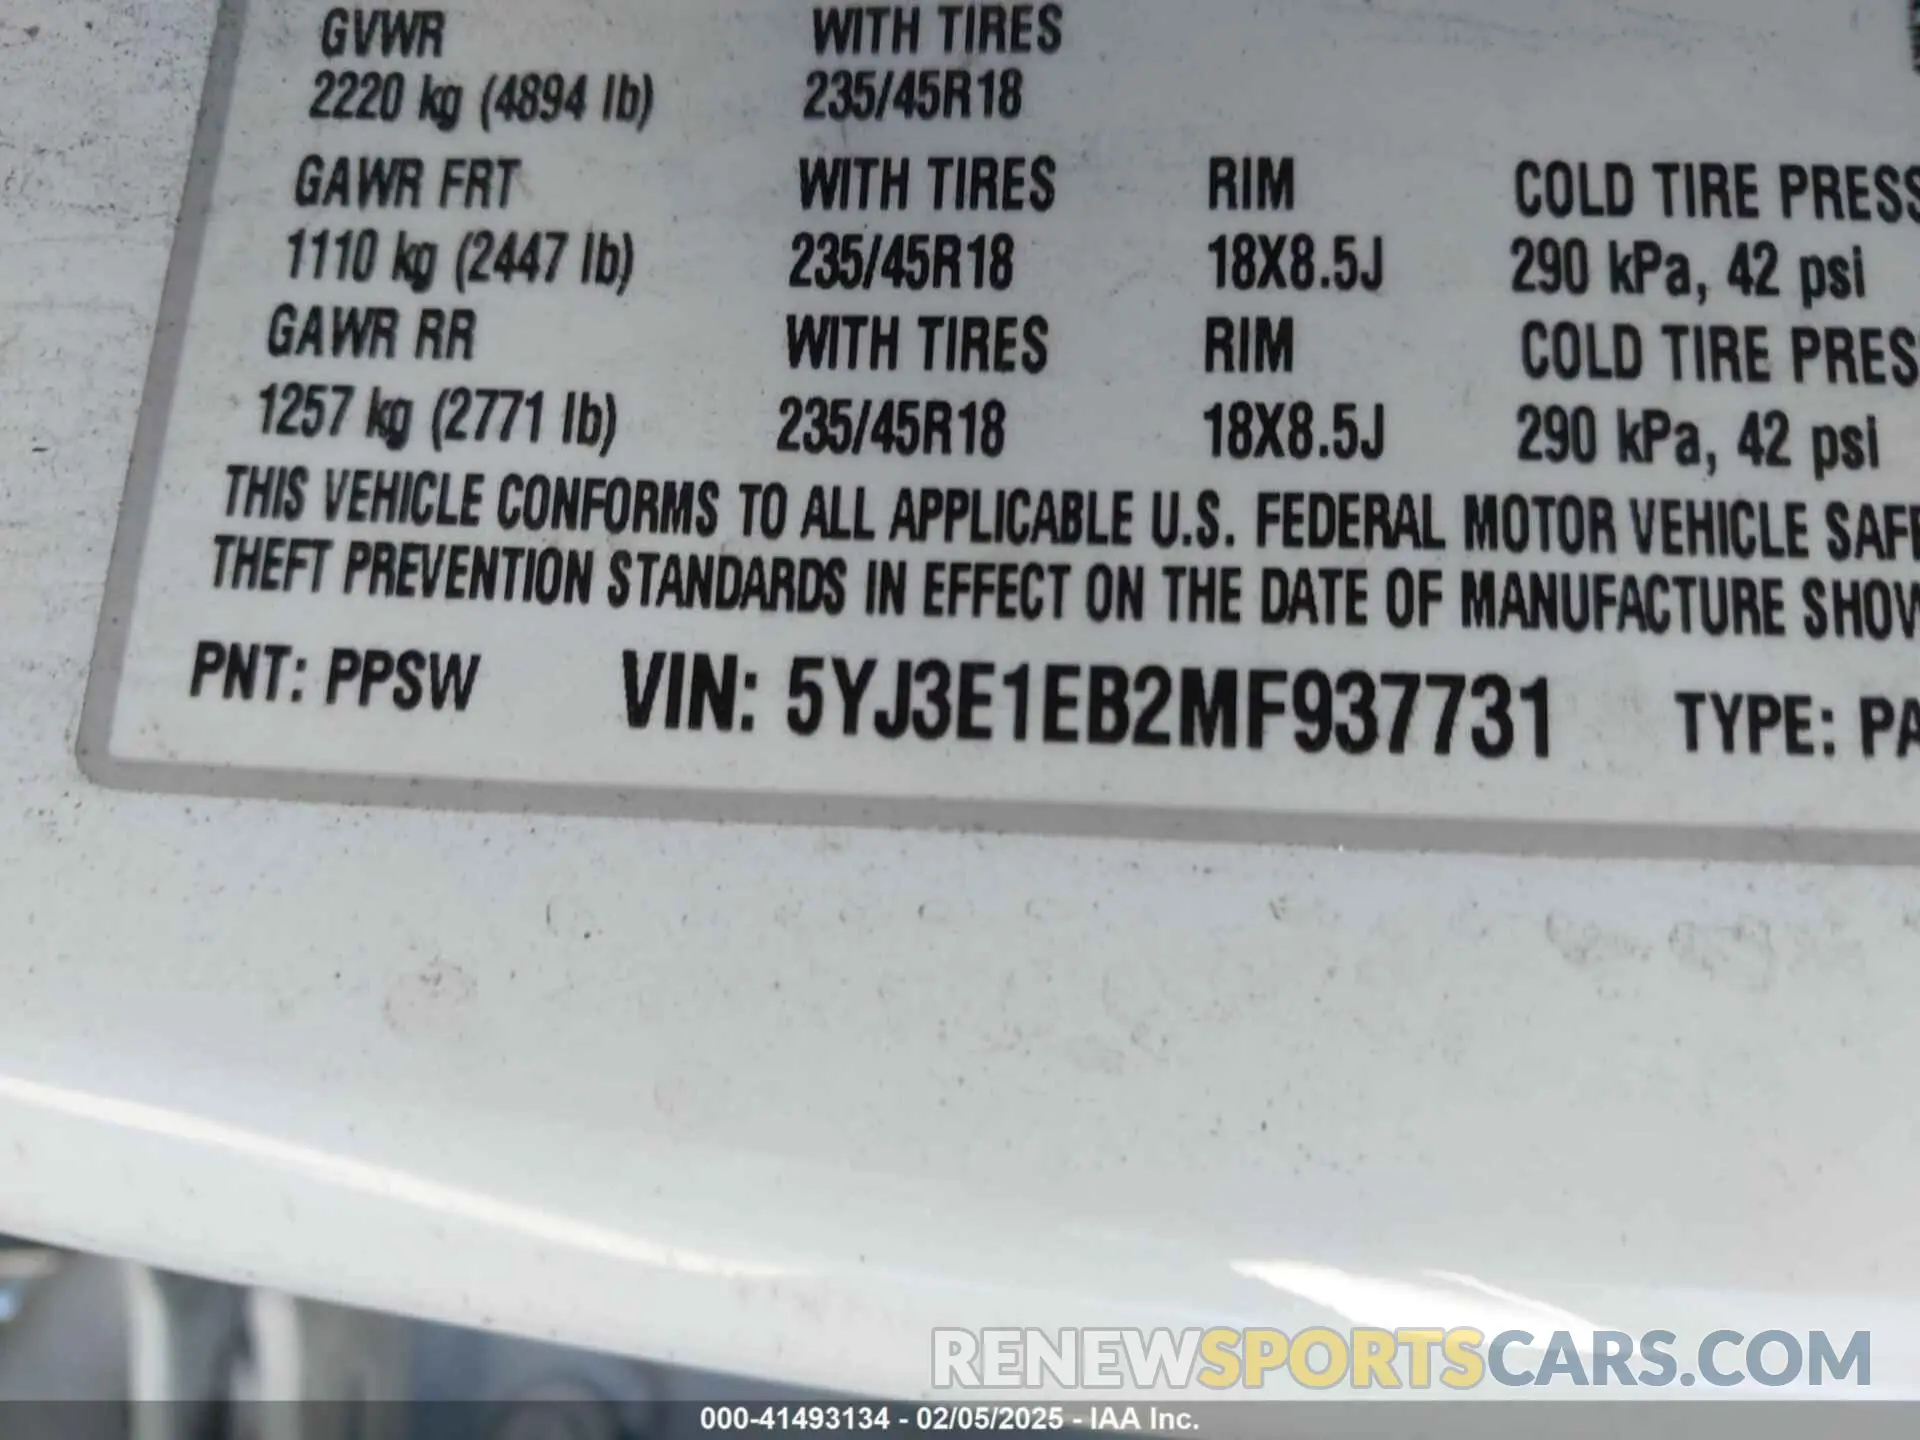 GVWR WITH TIRES
2220 kg (4894 lb) 235/45R18
GAWR FRT WITH TIRES RIM COLD TIRE PRESS
1110 kg (2447 lb) 235/45R18 18X8.5J 290 kPa, 42 psi
GAWR RR WITH TIRES RIM COLD TIRE PRES
1257 kg (2771 lb) 235/45R18 18X8.5J 290 kPa, 42 psi
THIS VEHICLE CONFORMS TO ALL APPLICABLE U.S. FEDERAL MOTOR VEHICLE SAFE
THEFT PREVENTION STANDARDS IN EFFECT ON THE DATE OF MANUFACTURE SHOW
PNT: PPSW VIN: 5YJ3E1EB2MF937731 TYPE: PA
RENEWSPORTSCARS.COM
000-41493134 - 02/05/2025 - IAA Inc.